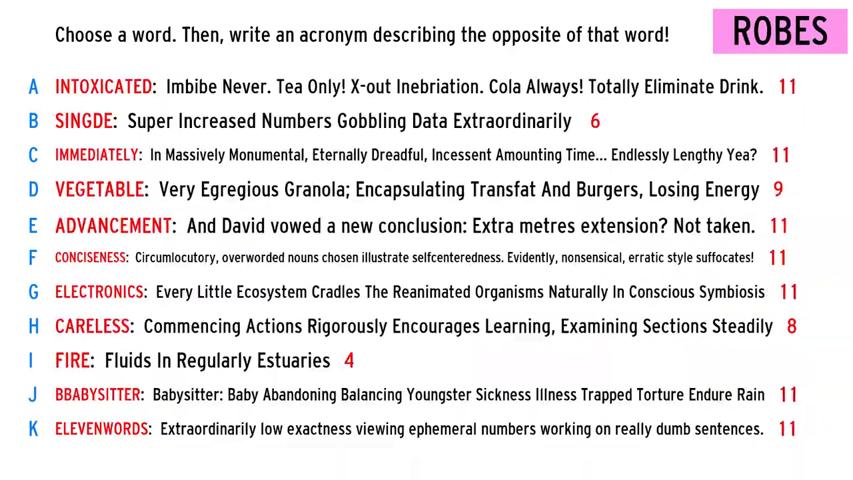 Choose a word. Then, write an acronym describing the opposite of that word!
ROBES
A INTOXICATED: Imbibe Never. Tea Only! X-out Inebriation. Cola Always! Totally Eliminate Drink. 11
B SINGDE: Super Increased Numbers Gobbling Data Extraordinarily 6
C IMMEDIATELY: In Massively Monumental, Eternally Dreadful, Incessent Amounting Time... Endlessly Lengthy Yea? 11
D VEGETABLE: Very Egregious Granola; Encapsulating Transfat And Burgers, Losing Energy 9
E ADVANCEMENT: And David vowed a new conclusion: Extra metres extension? Not taken. 11
F CONCISENESS: Circumlocutory, overworded nouns chosen illustrate selfcenteredness. Evidently, nonsensical, erratic style suffocates! 11
G ELECTRONICS: Every Little Ecosystem Cradles The Reanimated Organisms Naturally In Conscious Symbiosis 11
H CARELESS: Commencing Actions Rigorously Encourages Learning, Examining Sections Steadily 8
I FIRE: Fluids In Regularly Estuaries 4
J BBABYSITTER: Babysitter: Baby Abandoning Balancing Youngster Sickness Illness Trapped Torture Endure Rain 11
K ELEVENWORDS: Extraordinarily low exactness viewing ephemeral numbers working on really dumb sentences. 11